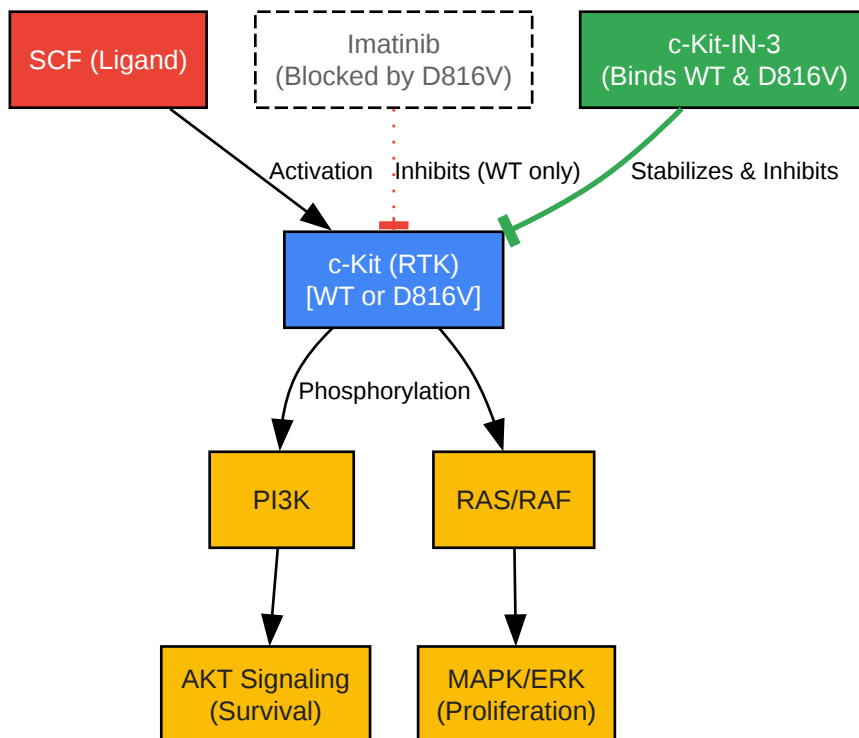 SCF (Ligand)
Imatinib
(Blocked by D816V)
c-Kit-IN-3
(Binds WT & D816V)
Activation
Inhibits (WT only)
Stabilizes & Inhibits
c-Kit (RTK)
[WT or D816V]
Phosphorylation
PI3K
RAS/RAF
AKT Signaling
(Survival)
MAPK/ERK
(Proliferation)